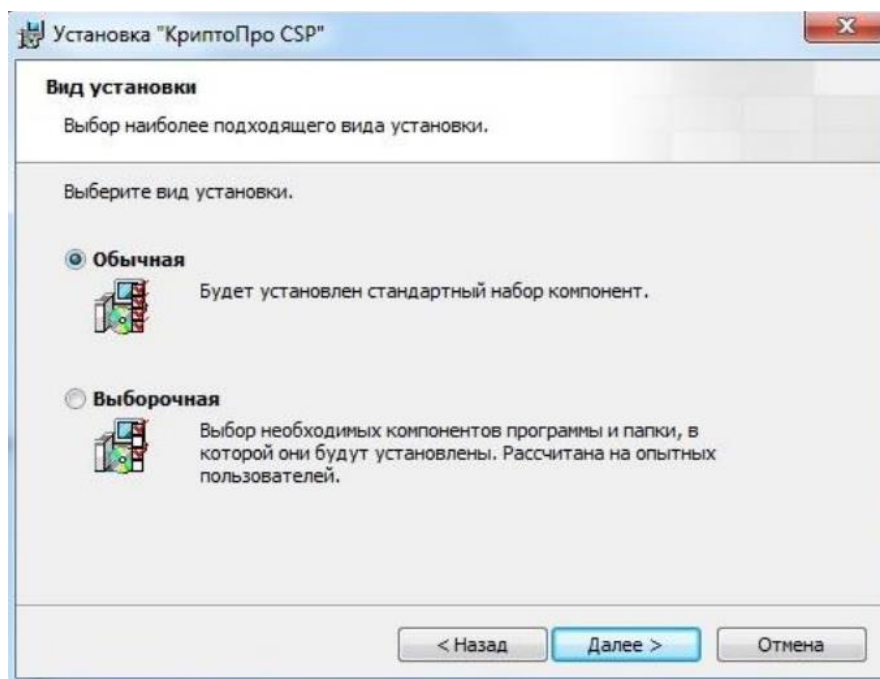 Установка "КриптоПро CSP"
Вид установки
Выбор наиболее подходящего вида установки.
Выберите вид установки.
Обычная
Будет установлен стандартный набор компонент.
Выборочная
Выбор необходимых компонентов программы и папки, в
которой они будут установлены. Рассчитана на опытных
пользователей.
< Назад
Далее >
Отмена